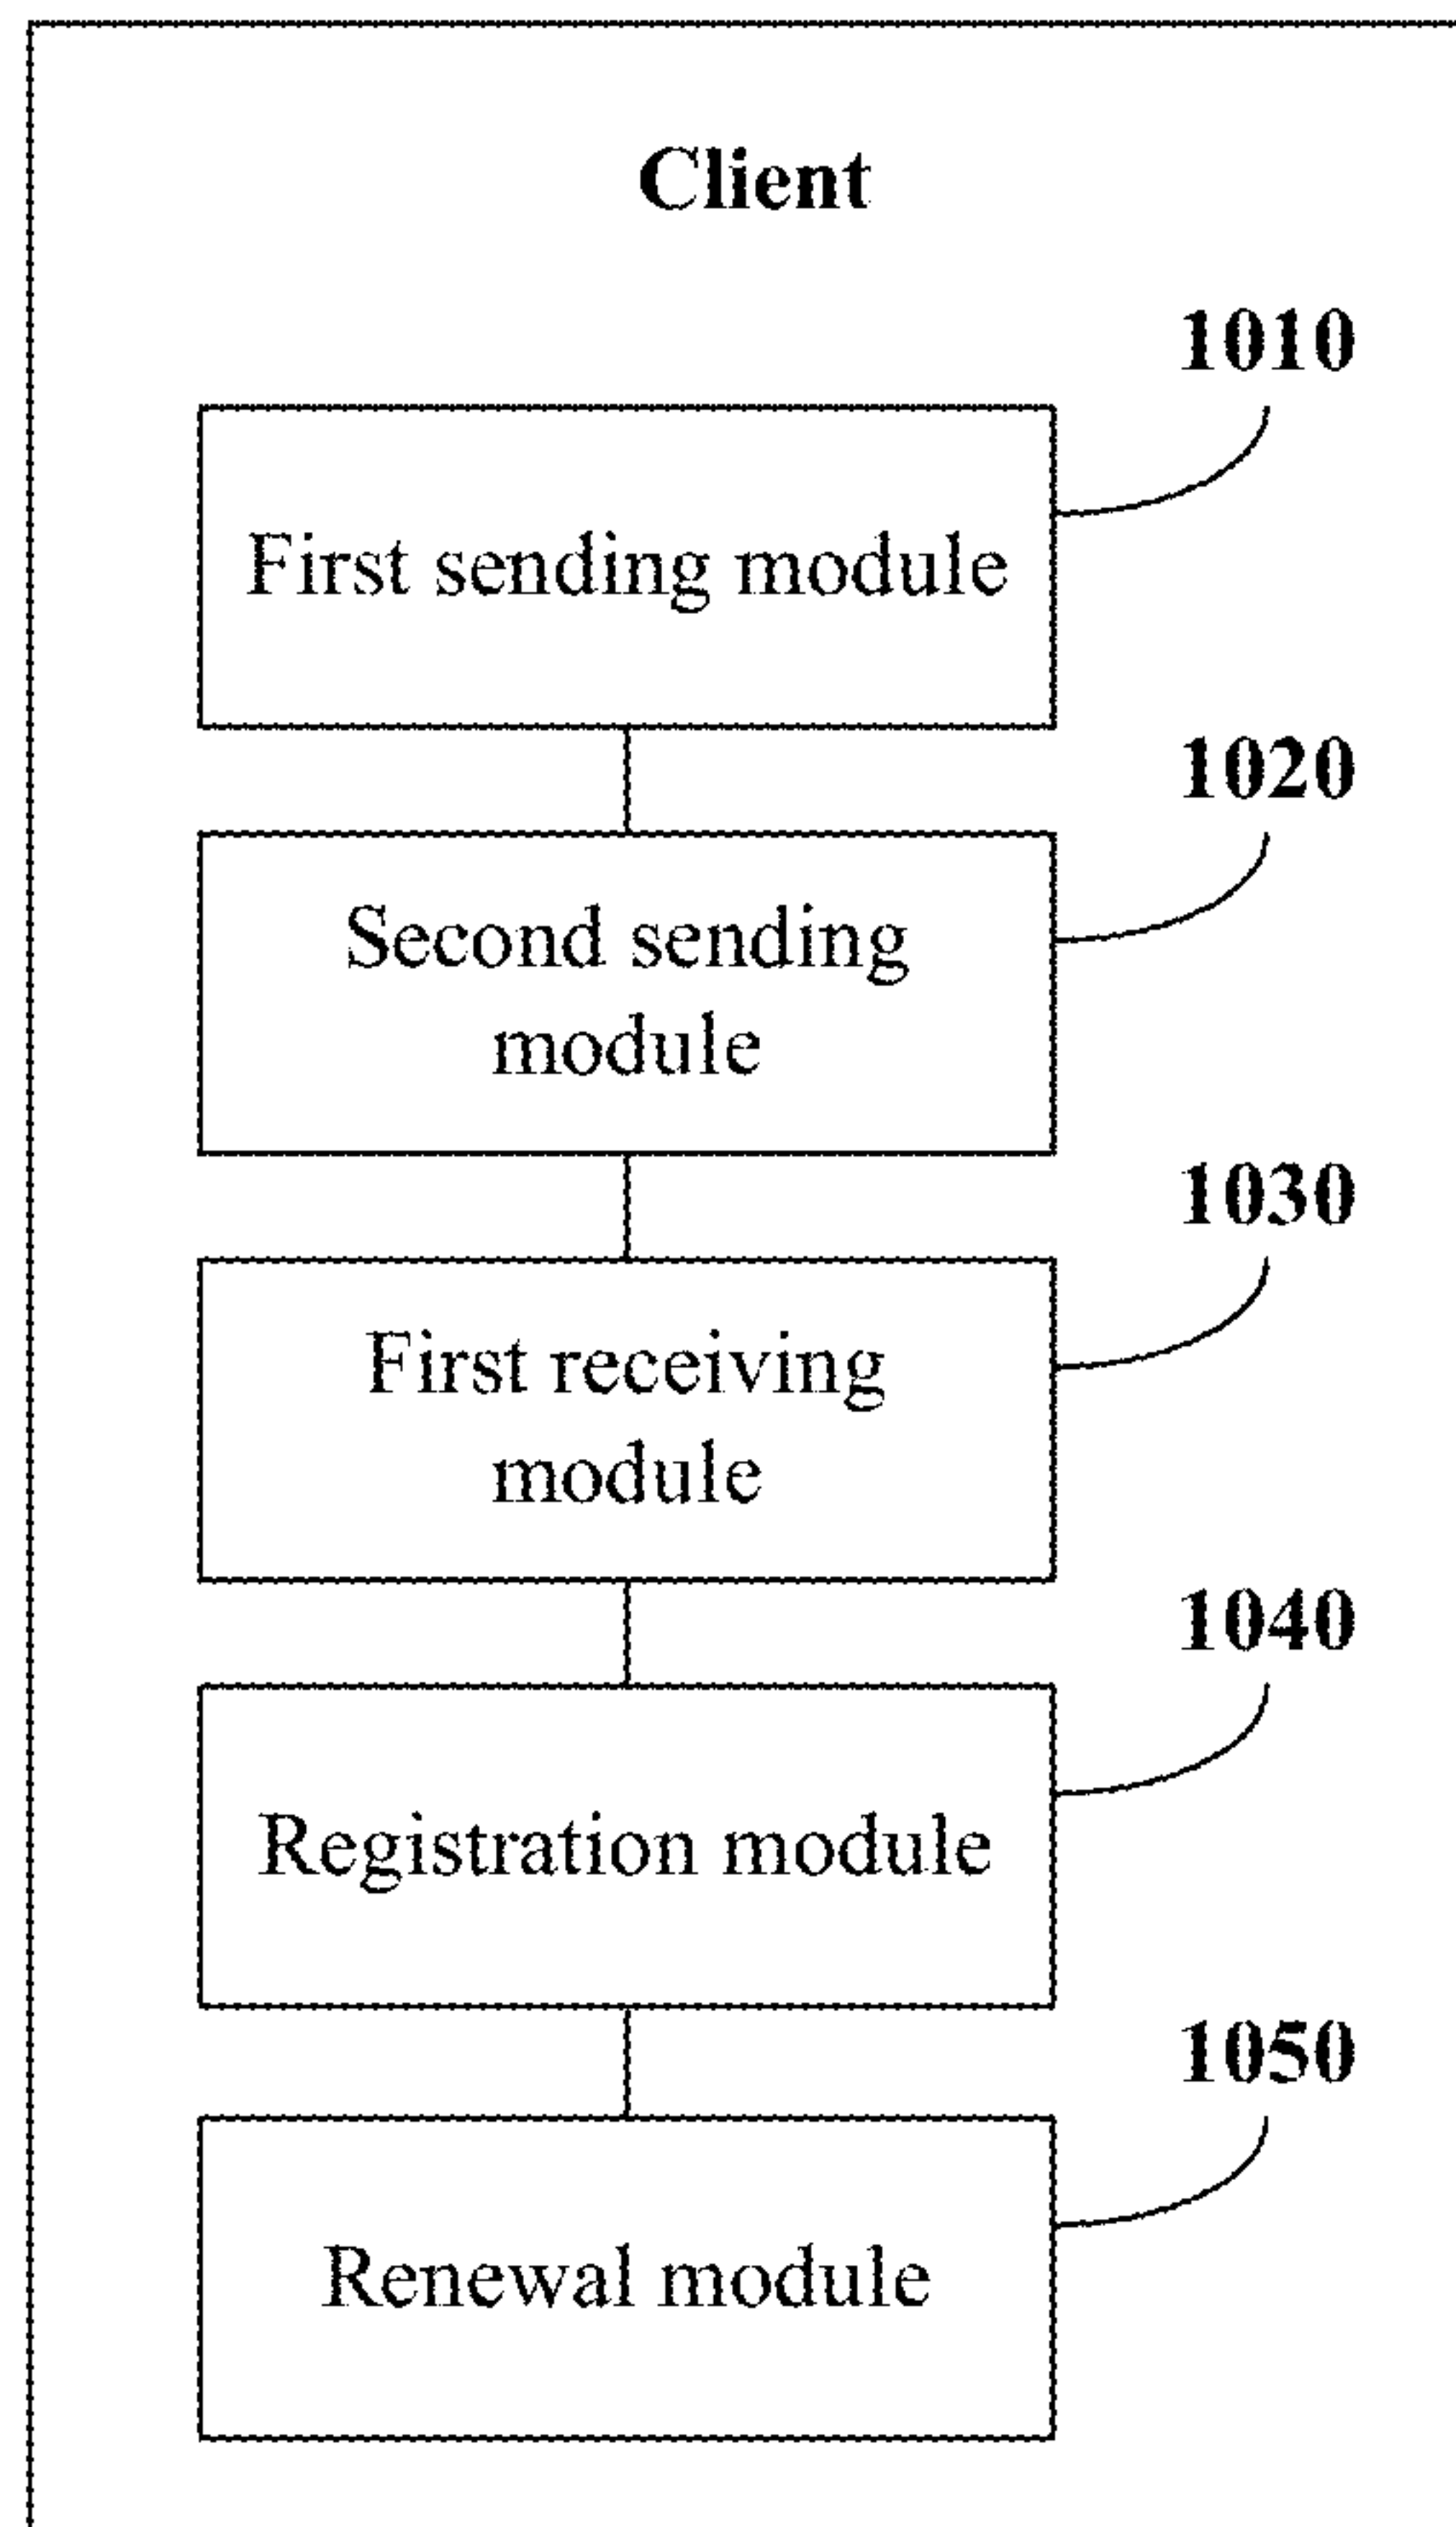 Client
1010
First sending module
1020
Second sending
module
1030
First receiving
module
1040
Registration module
1050
Renewal module